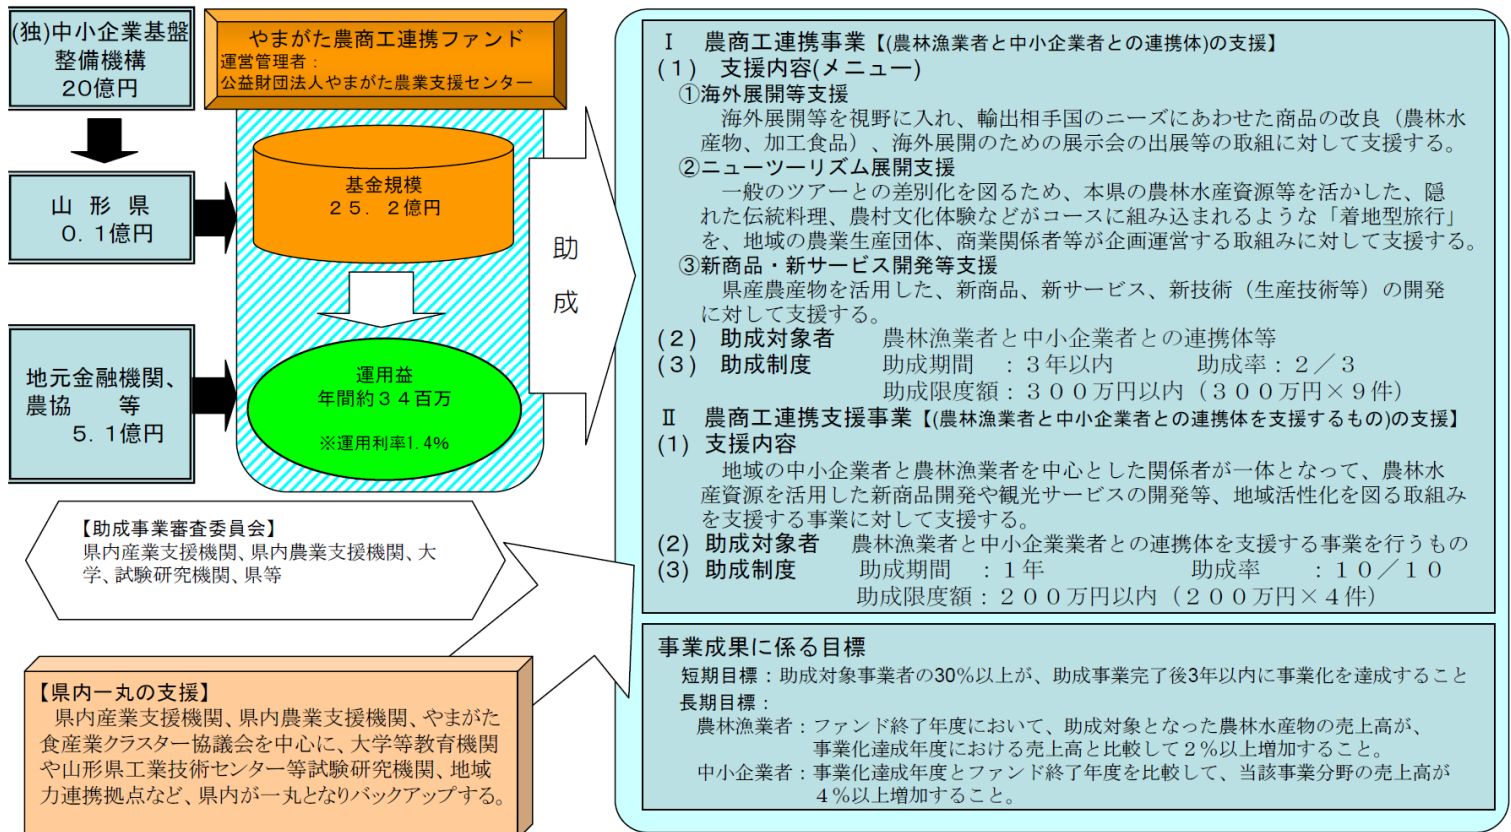 (独)中小企業基盤
整備機構
20億円
山 形 県
0.1億円
地元金融機関、
農協 等
5.1億円
やまがた農商工連携ファンド
運営管理者：
公益財団法人やまがた農業支援センター
基金規模
２５．２億円
運用益
年間約３４百万
※運用利率1.4%
助
成
【助成事業審査委員会】
県内産業支援機関、県内農業支援機関、大
学、試験研究機関、県等
【県内一丸の支援】
県内産業支援機関、県内農業支援機関、やまがた
食産業クラスター協議会を中心に、大学等教育機関
や山形県工業技術センター等試験研究機関、地域
力連携拠点など、県内が一丸となりバックアップする。
Ⅰ 農商工連携事業【(農林漁業者と中小企業者との連携体)の支援】
(１) 支援内容(メニュー)
①海外展開等支援
海外展開等を視野に入れ、輸出相手国のニーズにあわせた商品の改良（農林水
産物、加工食品）、海外展開のための展示会の出展等の取組に対して支援する。
②ニューツーリズム展開支援
一般のツアーとの差別化を図るため、本県の農林水産資源等を活かした、隠
れた伝統料理、農村文化体験などがコースに組み込まれるような「着地型旅行」
を、地域の農業生産団体、商業関係者等が企画運営する取組みに対して支援する。
③新商品・新サービス開発等支援
県産農産物を活用した、新商品、新サービス、新技術（生産技術等）の開発
に対して支援する。
(２) 助成対象者 農林漁業者と中小企業者との連携体等
(３) 助成制度 助成期間 ：３年以内 助成率：２／３
助成限度額：３００万円以内（３００万円×９件）
Ⅱ 農商工連携支援事業【(農林漁業者と中小企業者との連携体を支援するもの)の支援】
(1) 支援内容
地域の中小企業者と農林漁業者を中心とした関係者が一体となって、農林水
産資源を活用した新商品開発や観光サービスの開発等、地域活性化を図る取組み
を支援する事業に対して支援する。
(2) 助成対象者 農林漁業者と中小企業業者との連携体を支援する事業を行うもの
(3) 助成制度 助成期間 ：１年 助成率 ：１０／１０
助成限度額：２００万円以内（２００万円×４件）
事業成果に係る目標
短期目標：助成対象事業者の30％以上が、助成事業完了後3年以内に事業化を達成すること
長期目標：
農林漁業者：ファンド終了年度において、助成対象となった農林水産物の売上高が、
事業化達成年度における売上高と比較して２％以上増加すること。
中小企業者：事業化達成年度とファンド終了年度を比較して、当該事業分野の売上高が
４％以上増加すること。